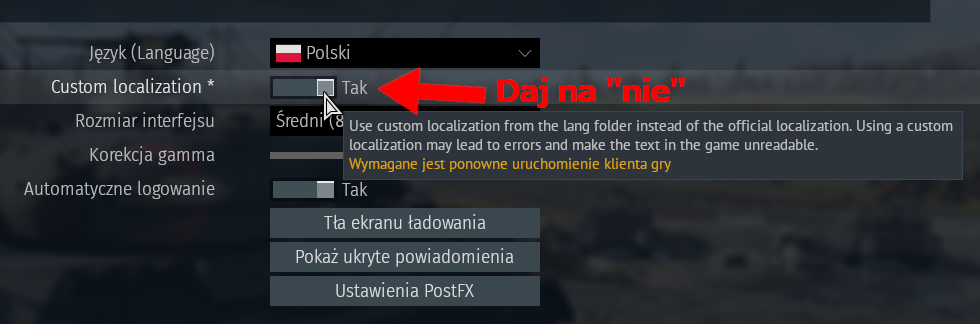 Język (Language) Polski
Custom localization * Tak Daj na "nie"
Rozmiar interfejsu Średni (8
Use custom localization from the lang folder instead of the official localization. Using a custom
localization may lead to errors and make the text in the game unreadable.
Wymagane jest ponowne uruchomienie klienta gry
Korekcja gamma
Automatyczne logowanie Tak
Tła ekranu ładowania
Pokaż ukryte powiadomienia
Ustawienia PostFX